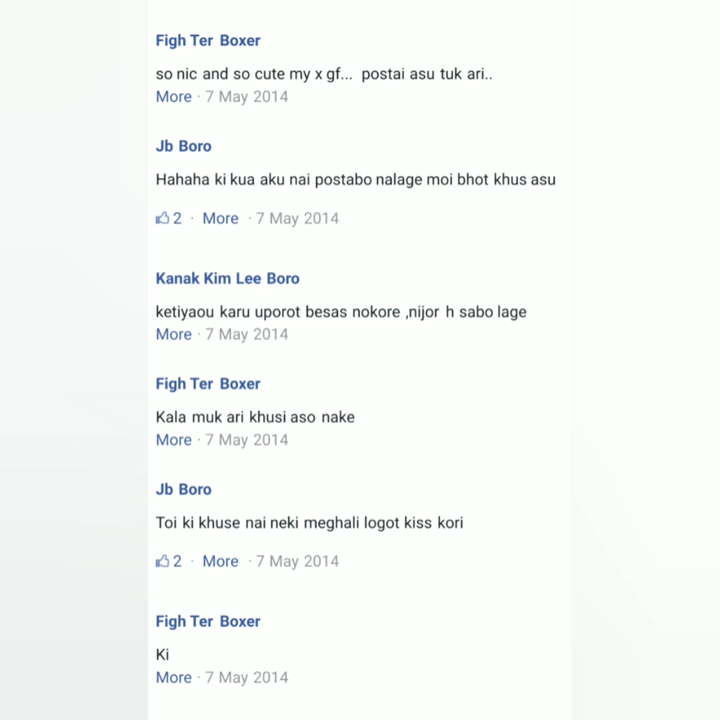 Figh Ter Boxer
so nic and so cute my x gf... postai asu tuk ari..
More · 7 May 2014
Jb Boro
Hahaha ki kua aku nai postabo nalage moi bhot khus asu
2 · More · 7 May 2014
Kanak Kim Lee Boro
ketiyaou karu uporot besas nokore ,nijor h sabo lage
More · 7 May 2014
Figh Ter Boxer
Kala muk ari khusi aso nake
More · 7 May 2014
Jb Boro
Toi ki khuse nai neki meghali logot kiss kori
2 · More · 7 May 2014
Figh Ter Boxer
Ki
More · 7 May 2014